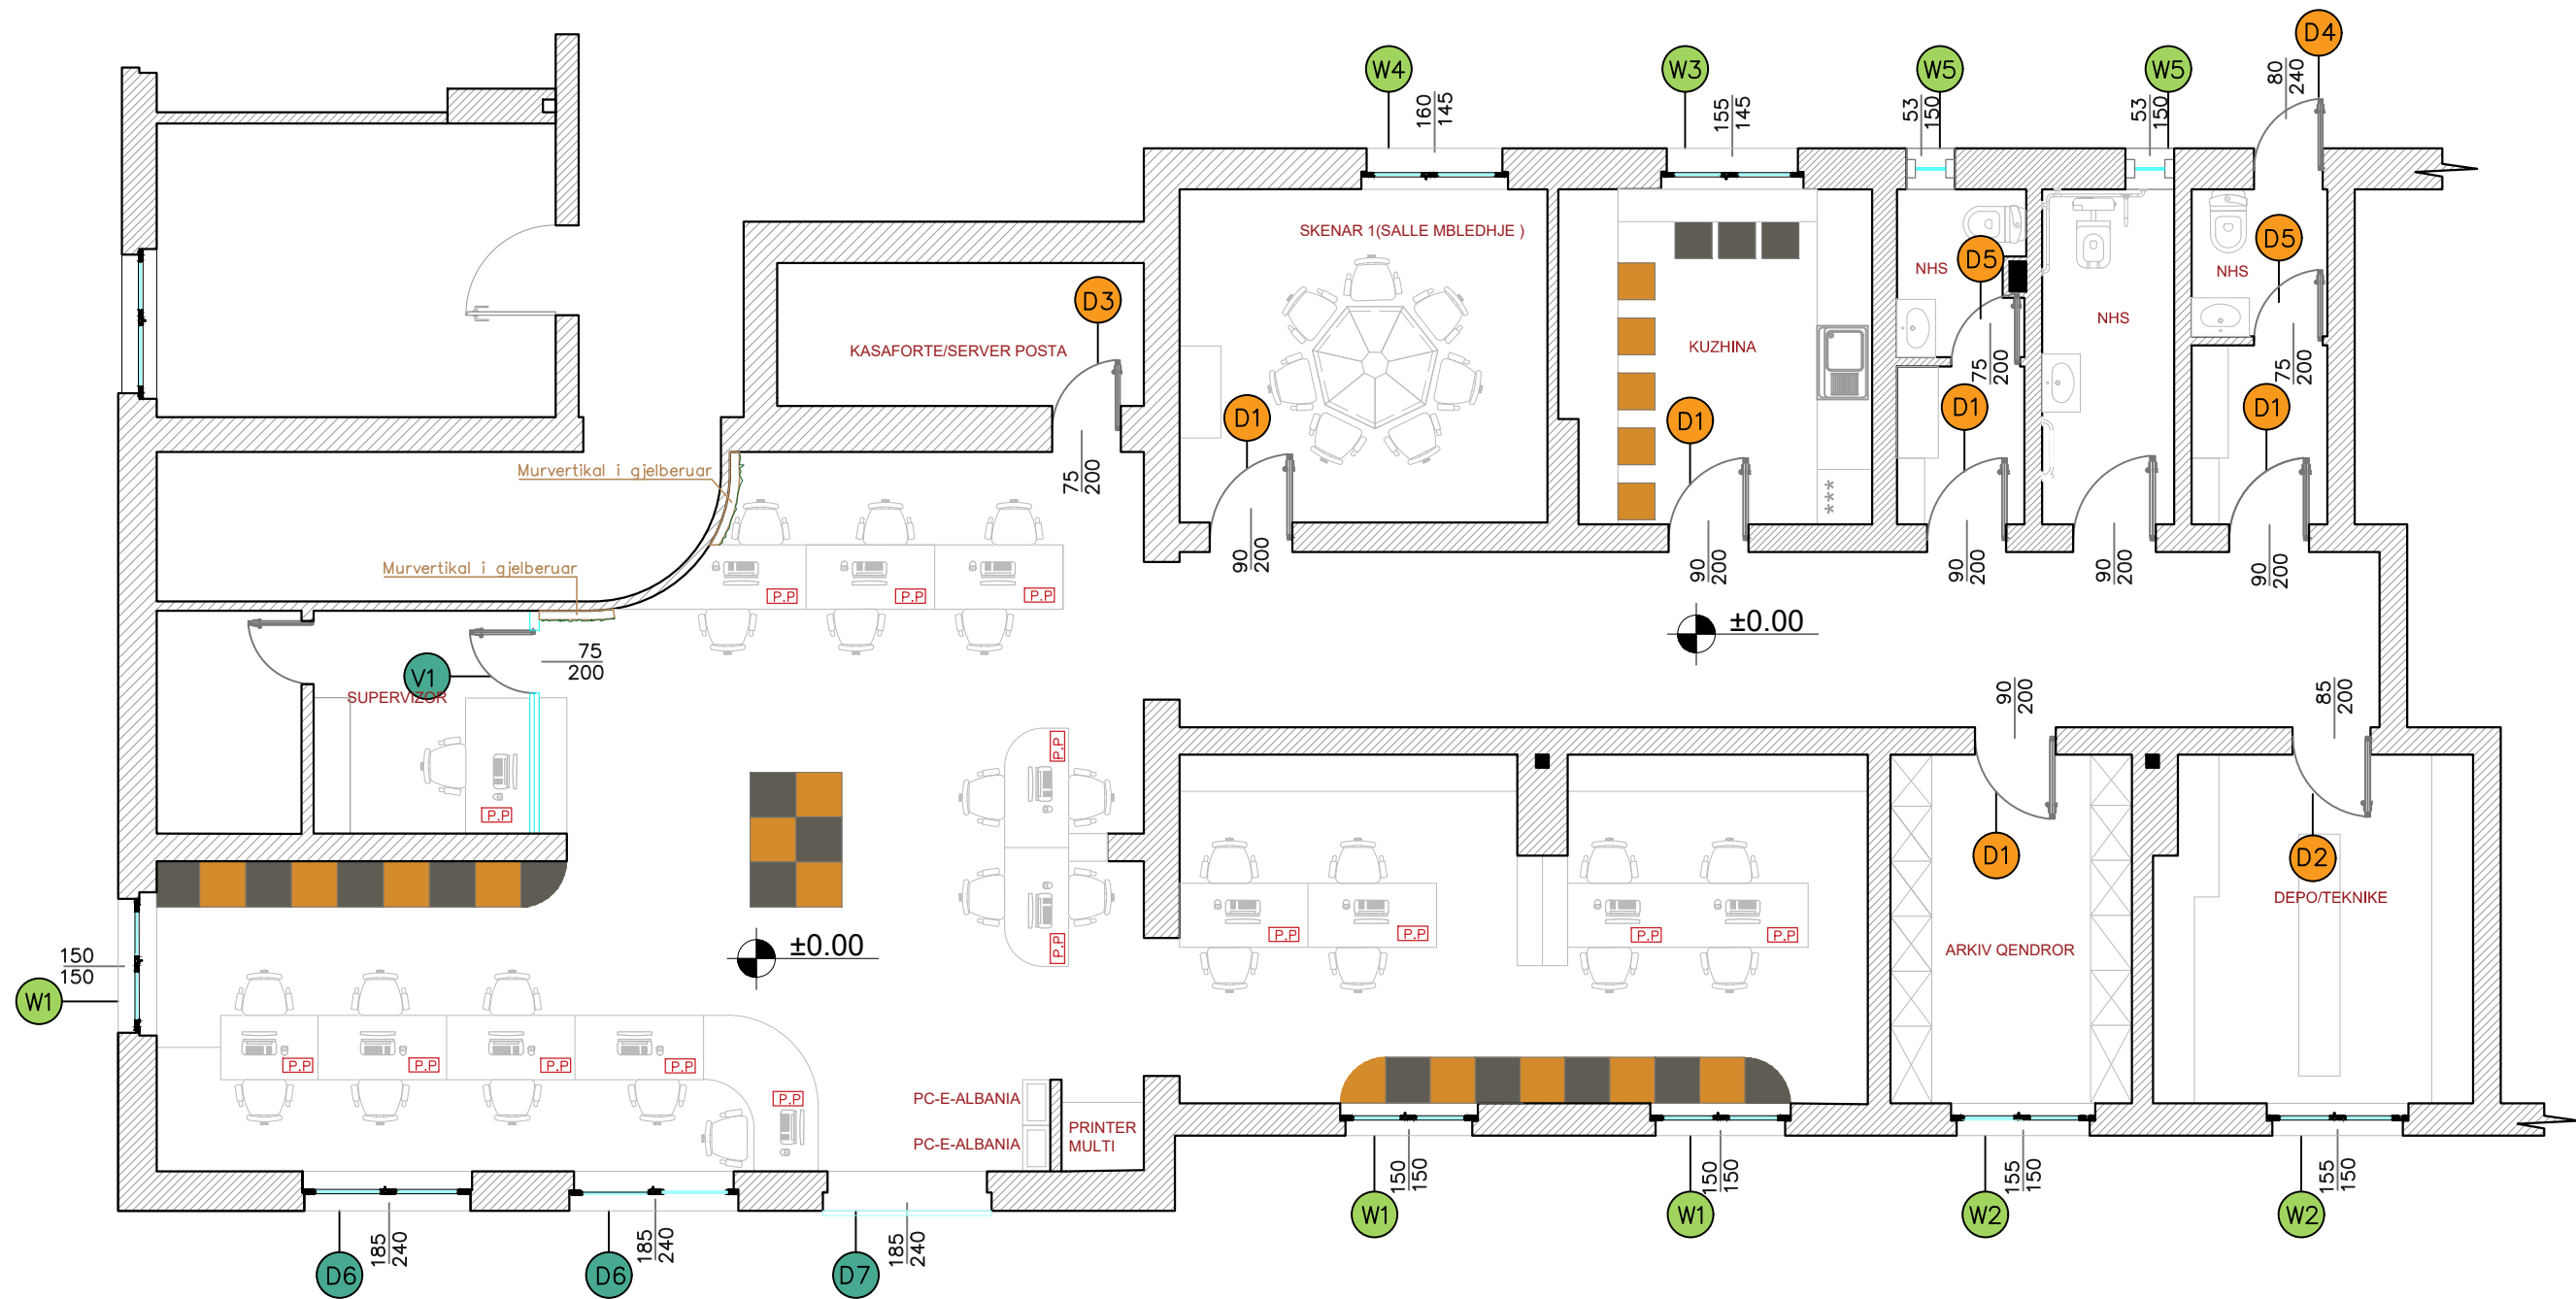 D4
W4
W3
W5
W5
80
240
160
145
155
145
53
150
53
150
SKENAR 1(SALLE MBLEDHJE )
D5
D5
NHS
NHS
D3
NHS
KASAFORTE/SERVER POSTA
KUZHINA
75
200
75
200
D1
D1
D1
D1
Murvertikal i gjelberuar
75
200
***
90
200
90
200
90
200
90
200
90
200
Murvertikal i gjelberuar
P.P
P.P
P.P
±0.00
75
200
V1
SUPERVIZOR
90
200
85
200
P.P
P.P
D1
D2
DEPO/TEKNIKE
P.P
P.P
P.P
P.P
P.P
±0.00
ARKIV QENDROR
150
150
W1
P.P
P.P
P.P
P.P
P.P
PC-E-ALBANIA
PC-E-ALBANIA
PRINTER
MULTI
150
150
150
150
155
150
155
150
W1
W1
W2
W2
185
240
185
240
185
240
D6
D6
D7